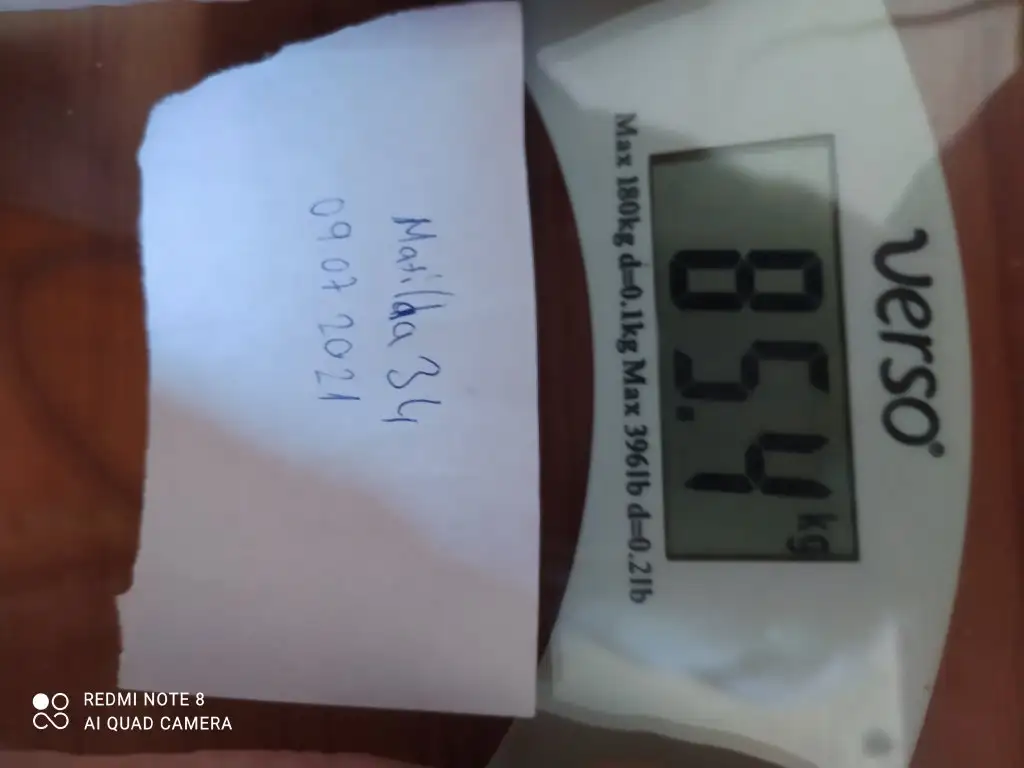 verso
85.4 kg
Max 180kg d=0.1kg Max 396lb d=0.2lb
Matilda 34
09 07 2021
REDMI NOTE 8
AI QUAD CAMERA